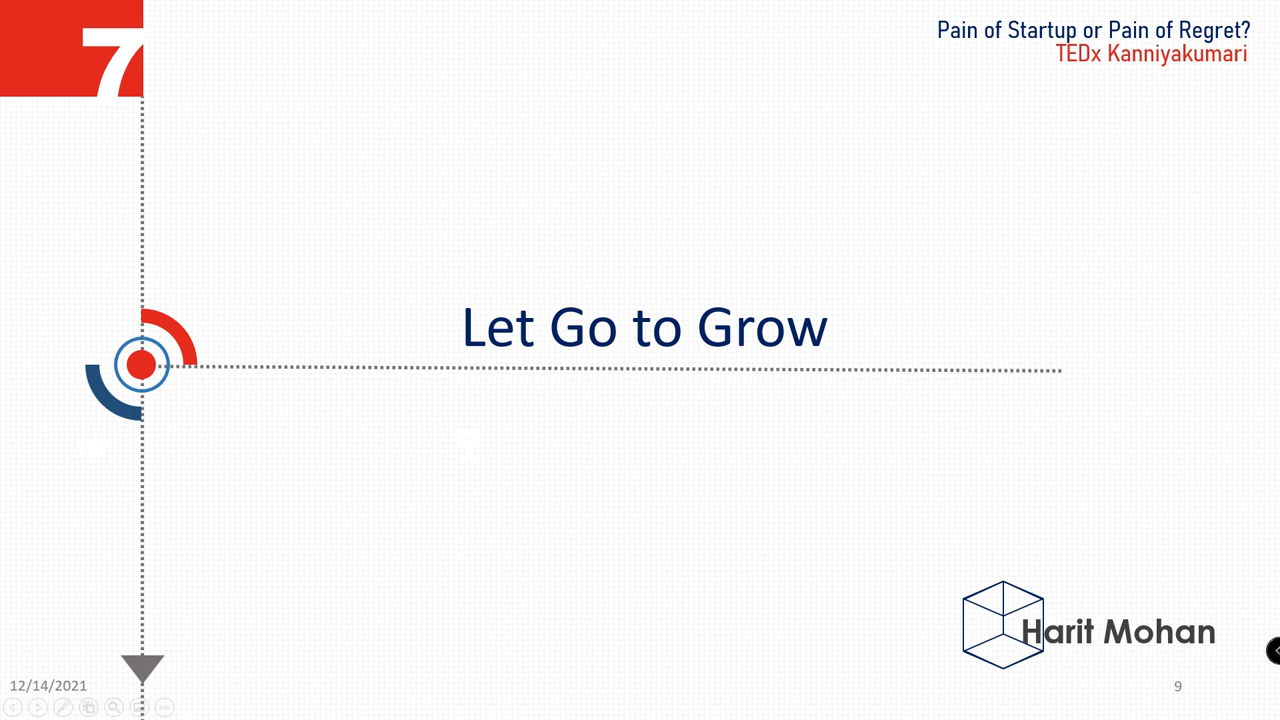 7
Pain of Startup or Pain of Regret?
TEDx Kanniyakumari
Let Go to Grow
Harit Mohan
12/14/2021
9